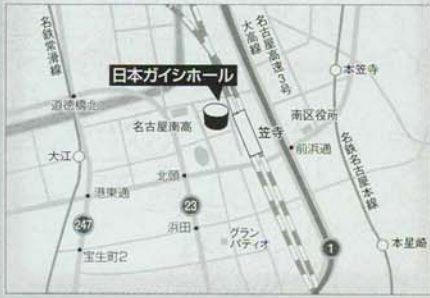 名鉄常滑線
名古屋高速3号
大高線
本笠寺
日本ガイシホール
道徳橋北
名古屋南高
南区役所
笠寺
大江
前浜通
名鉄名古屋本線
北頭
港東通
23
247
浜田
グラン
パティオ
1
本星崎
宝生町2